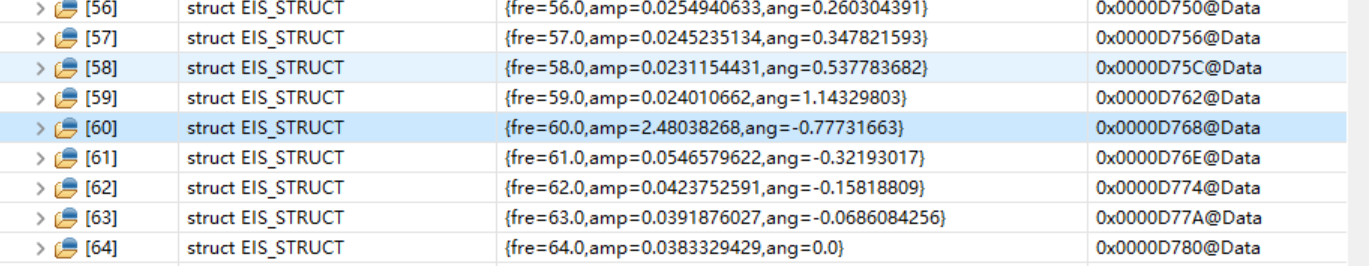 [56] struct EIS_STRUCT {fre=56.0,amp=0.0254940633,ang=0.260304391} 0x0000D750@Data
[57] struct EIS_STRUCT {fre=57.0,amp=0.0245235134,ang=0.347821593} 0x0000D756@Data
[58] struct EIS_STRUCT {fre=58.0,amp=0.0231154431,ang=0.537783682} 0x0000D75C@Data
[59] struct EIS_STRUCT {fre=59.0,amp=0.024010662,ang=1.14329803} 0x0000D762@Data
[60] struct EIS_STRUCT {fre=60.0,amp=2.48038268,ang=-0.77731663} 0x0000D768@Data
[61] struct EIS_STRUCT {fre=61.0,amp=0.0546579622,ang=-0.32193017} 0x0000D76E@Data
[62] struct EIS_STRUCT {fre=62.0,amp=0.0423752591,ang=-0.15818809} 0x0000D774@Data
[63] struct EIS_STRUCT {fre=63.0,amp=0.0391876027,ang=-0.0686084256} 0x0000D77A@Data
[64] struct EIS_STRUCT {fre=64.0,amp=0.0383329429,ang=0.0} 0x0000D780@Data